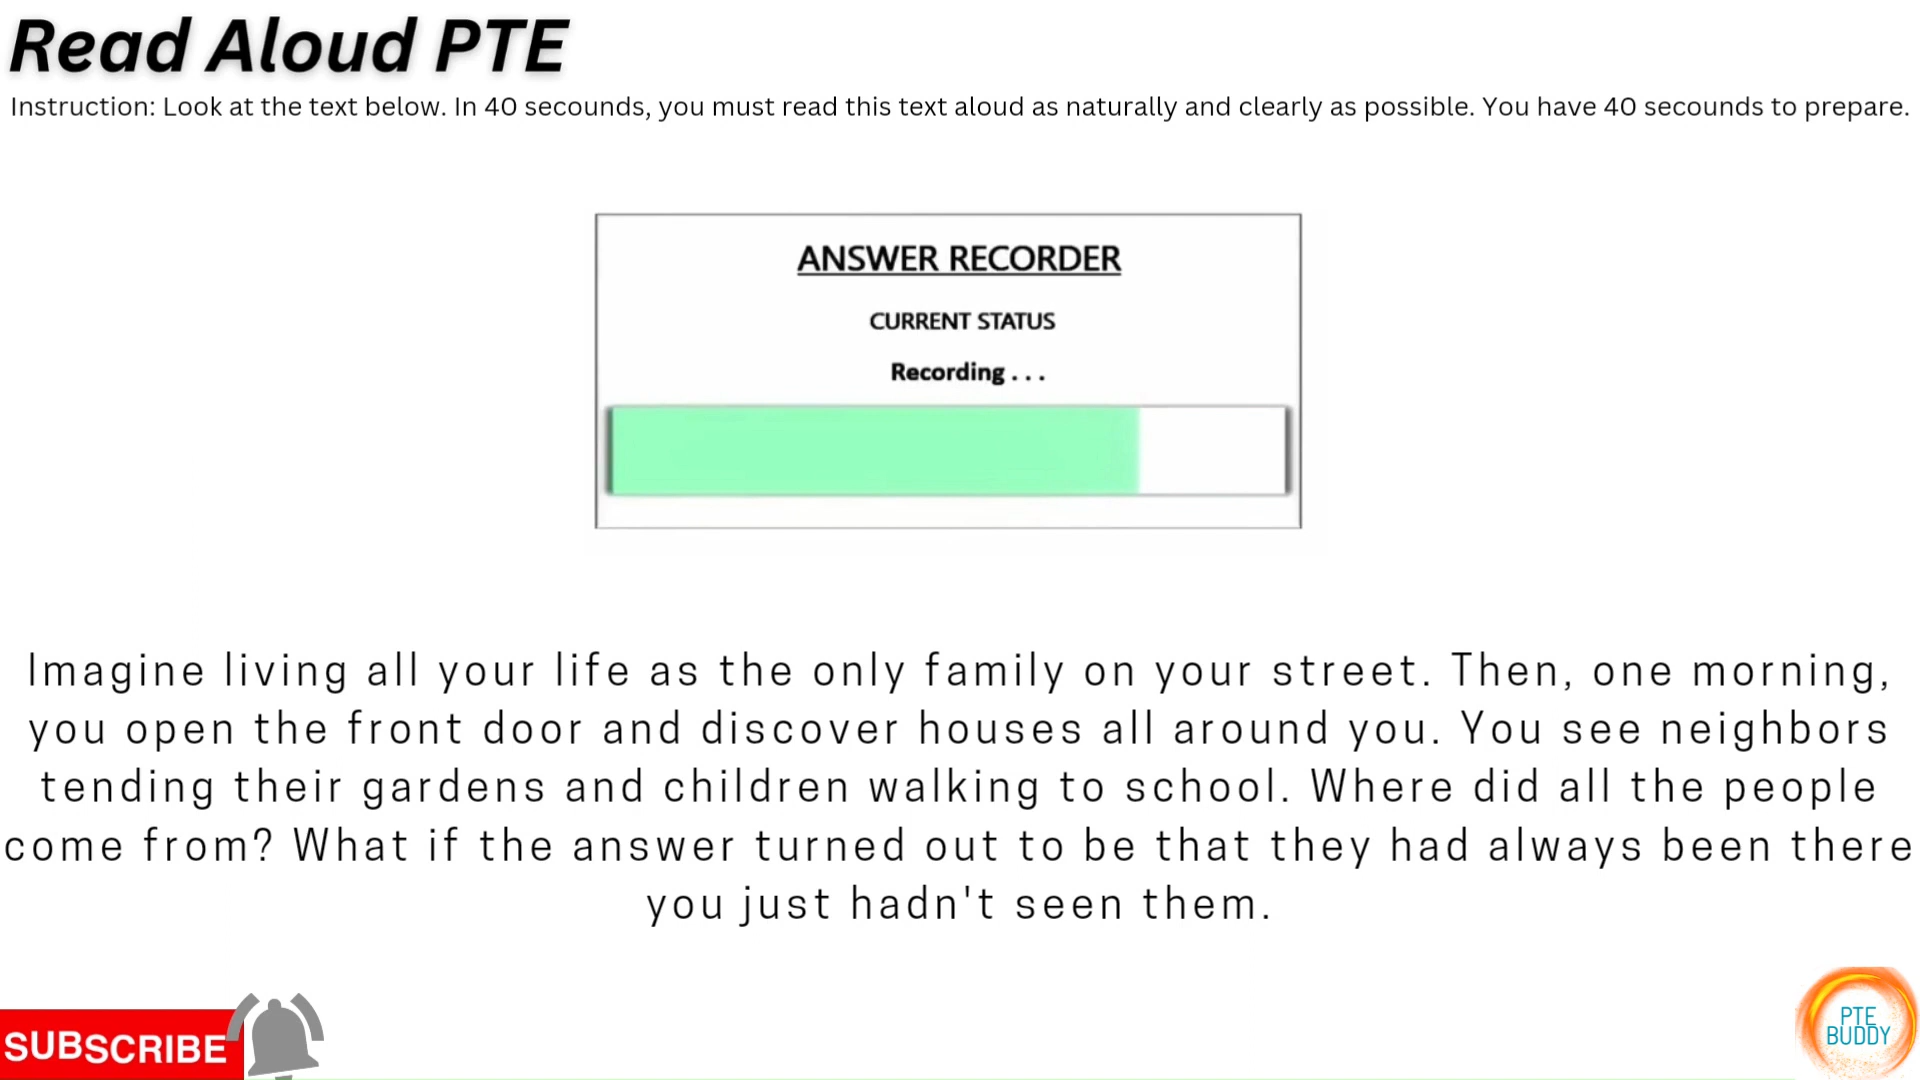 Read Aloud PTE
Instruction: Look at the text below. In 40 secounds, you must read this text aloud as naturally and clearly as possible. You have 40 secounds to prepare.
ANSWER RECORDER
CURRENT STATUS
Recording . . .
Imagine living all your life as the only family on your street. Then, one morning,
you open the front door and discover houses all around you. You see neighbors
tending their gardens and children walking to school. Where did all the people
come from? What if the answer turned out to be that they had always been there
you just hadn't seen them.
SUBSCRIBE
PTE
BUDDY